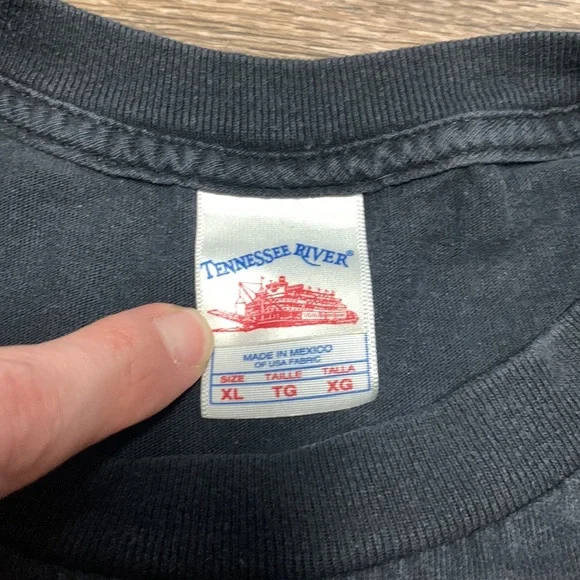 TENNESSEE RIVER®
MADE IN MEXICO
OF USA FABRIC
SIZE TAILLE TALLA
XL TG XG